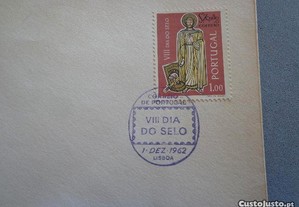 VIII DIA DO SELO
PORTUGAL
1.00
CORREIO
DE PORTUGAL
VIII DIA
DO SELO
1-DEZ-1962
LISBOA
CustoJusto.pt